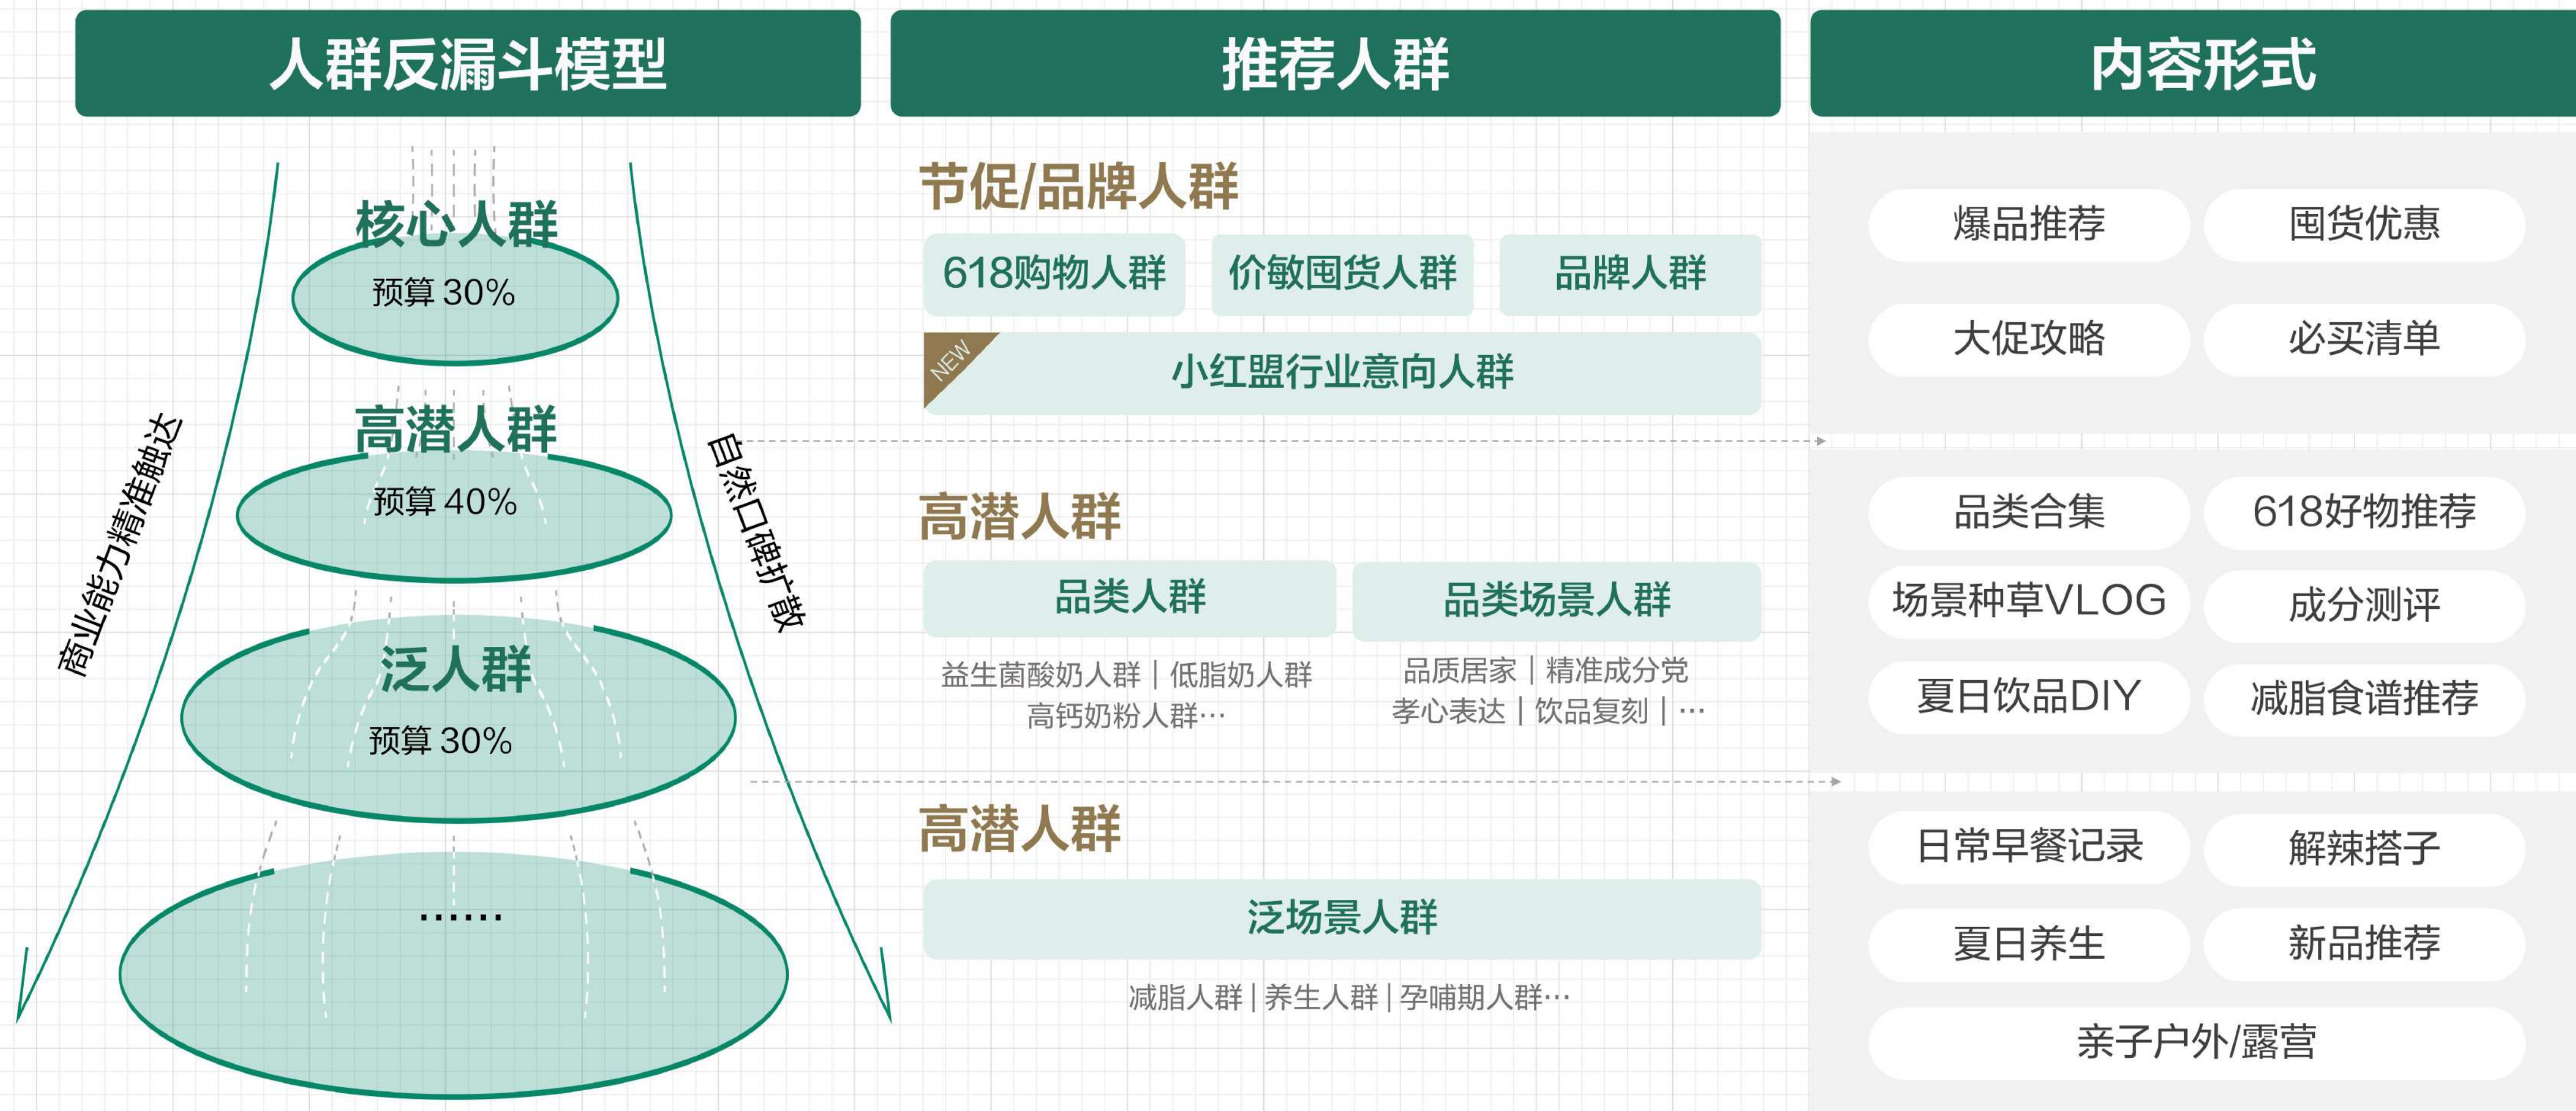 人群反漏斗模型
推荐人群
内容形式
核心人群
预算 30%
高潜人群
预算 40%
泛人群
预算 30%
······
商业能力精准触达
自然口碑扩散
节促/品牌人群
618购物人群
价敏囤货人群
品牌人群
NEW
小红盟行业意向人群
高潜人群
品类人群
品类场景人群
益生菌酸奶人群 | 低脂奶人群
高钙奶粉人群···
品质居家 | 精准成分党
孝心表达 | 饮品复刻 | ···
高潜人群
泛场景人群
减脂人群 | 养生人群 | 孕哺期人群···
爆品推荐
囤货优惠
大促攻略
必买清单
品类合集
618好物推荐
场景种草VLOG
成分测评
夏日饮品DIY
减脂食谱推荐
日常早餐记录
解辣搭子
夏日养生
新品推荐
亲子户外/露营